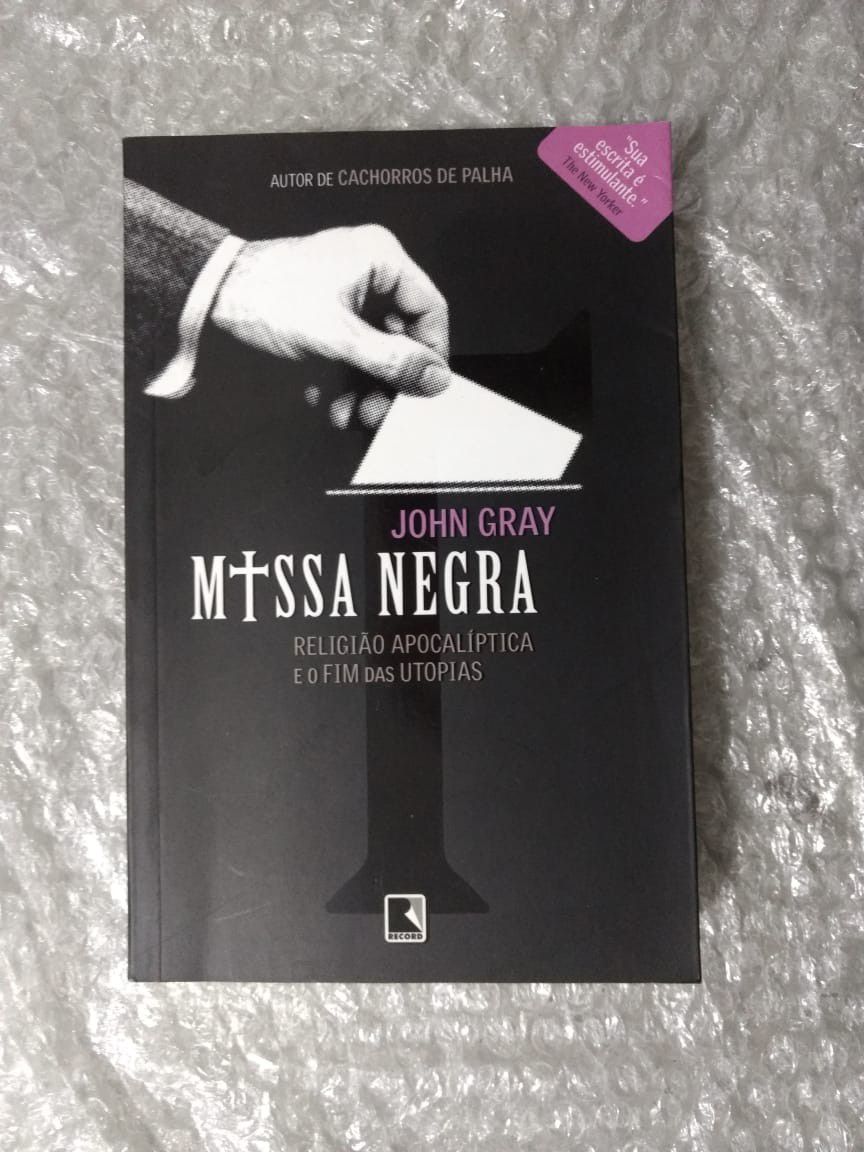 AUTOR DE CACHORROS DE PALHA
"Sua
escrita é
estimulante."
The New Yorker
JOHN GRAY
M†SSA NEGRA
RELIGIÃO APOCALÍPTICA
E O FIM DAS UTOPIAS
RECORD